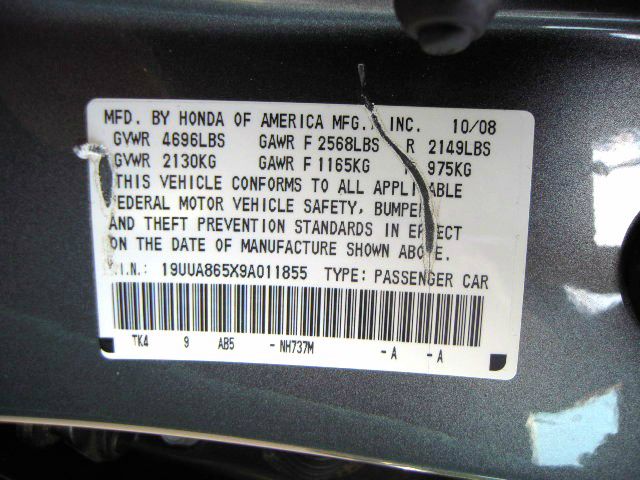 MFD. BY HONDA OF AMERICA MFG., INC. 10/08
GVWR 4696LBS GAWR F 2568LBS R 2149LBS
GVWR 2130KG GAWR F 1165KG 975KG
THIS VEHICLE CONFORMS TO ALL APPLICABLE
FEDERAL MOTOR VEHICLE SAFETY, BUMPER
AND THEFT PREVENTION STANDARDS IN EFFECT
ON THE DATE OF MANUFACTURE SHOWN ABOVE.
V.I.N.: 19UUA865X9A011855 TYPE: PASSENGER CAR
TK4 9 AB5 -NH737M -A -A